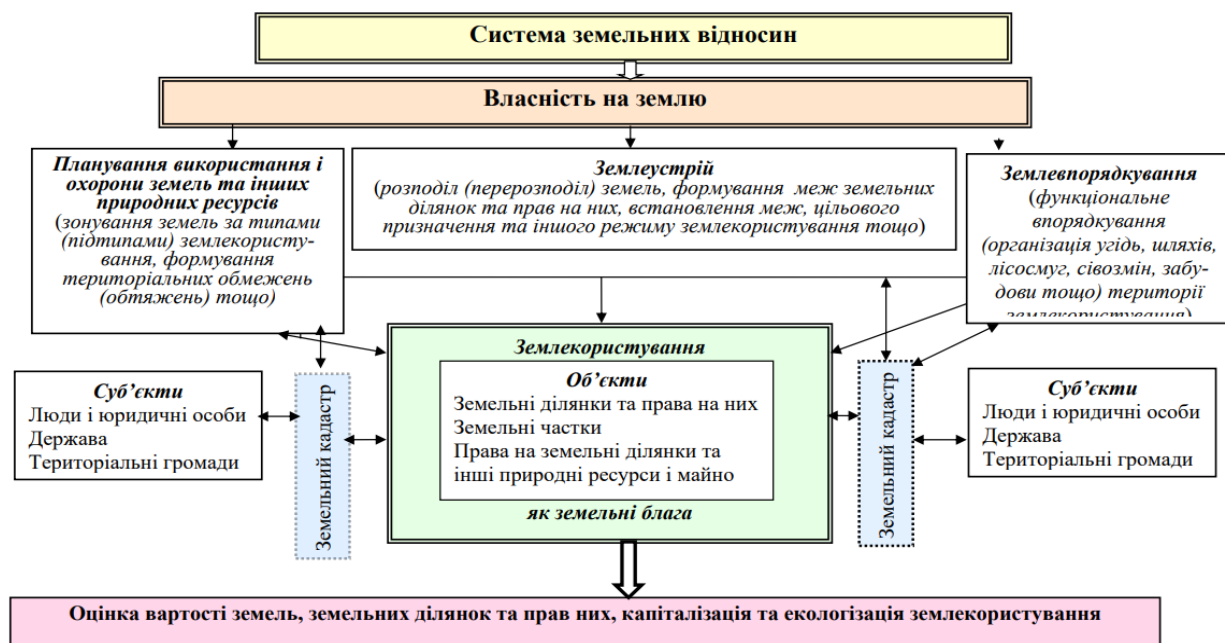 Система земельних відносин
Власність на землю
Планування використання і
охорони земель та інших
природних ресурсів
(зонування земель за типами
(підтипами) землекористу-
вання, формування
територіальних обмежень
(обтяжень) тощо)
Землеустрій
(розподіл (перерозподіл) земель, формування меж земельних
ділянок та прав на них, встановлення меж, цільового
призначення та іншого режиму землекористування тощо)
Землевпорядкування
(функціональне
впорядкування
(організація угідь, шляхів,
лісосмуг, сівозмін, забу-
дови тощо) території
землекористування)
Суб’єкти
Люди і юридичні особи
Держава
Територіальні громади
Земельний кадастр
Землекористування
Об’єкти
Земельні ділянки та права на них
Земельні частки
Права на земельні ділянки та
інші природні ресурси і майно
як земельні блага
Земельний кадастр
Суб’єкти
Люди і юридичні особи
Держава
Територіальні громади
Оцінка вартості земель, земельних ділянок та прав них, капіталізація та екологізація землекористування